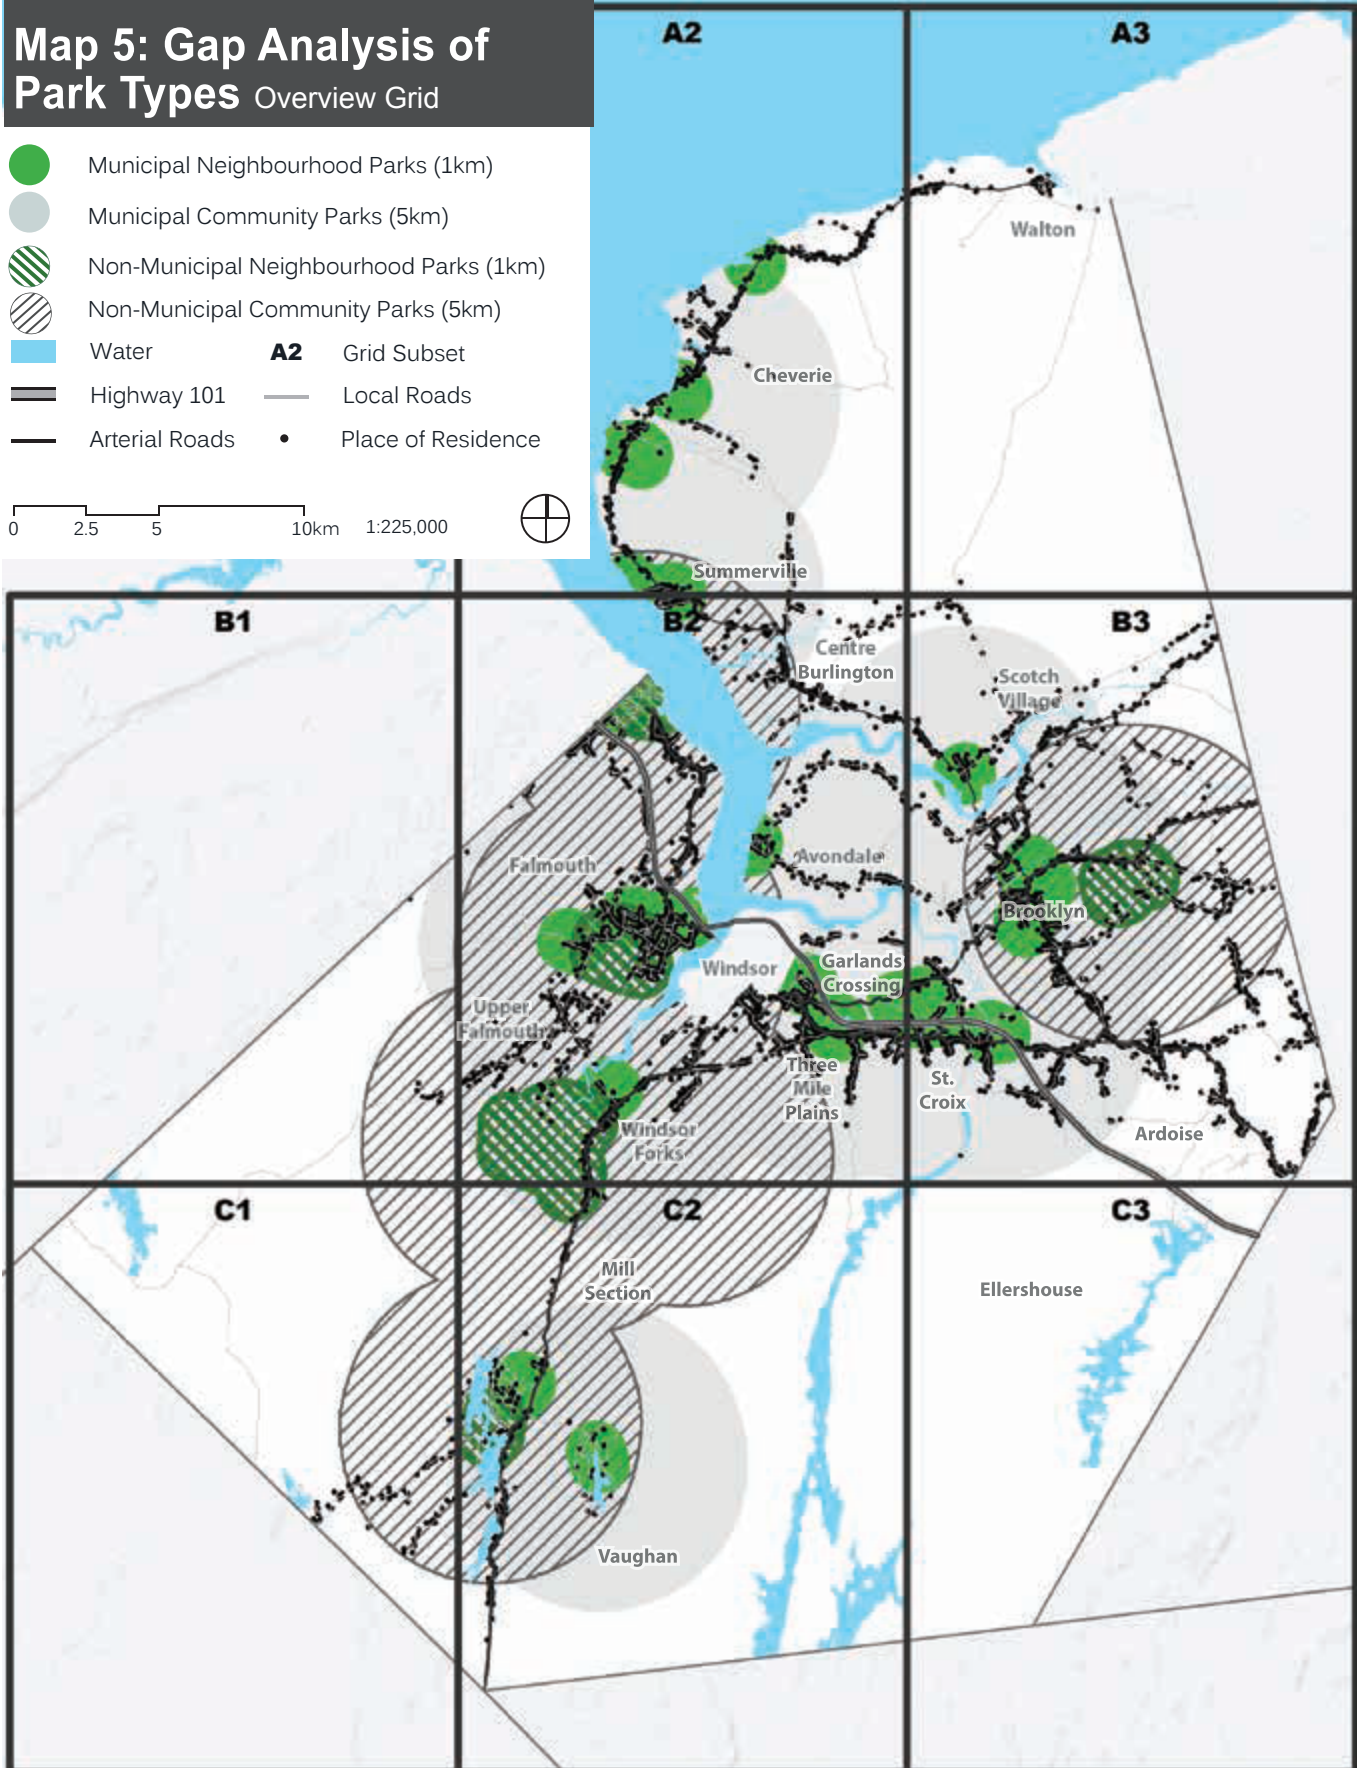 Map 5: Gap Analysis of
Park Types Overview Grid
Municipal Neighbourhood Parks (1km)
Municipal Community Parks (5km)
Non-Municipal Neighbourhood Parks (1km)
Non-Municipal Community Parks (5km)
Water
A2 Grid Subset
Highway 101
Local Roads
Arterial Roads
Place of Residence
0 2.5 5 10km 1:225,000
A2
A3
Walton
Cheverie
Summerville
B1
B2
B3
Centre
Burlington
Scotch
Village
Falmouth
Avondale
Brooklyn
Windsor
Garlands
Crossing
Upper
Falmouth
Three
Mile
Plains
St.
Croix
Windsor
Forks
Ardoise
C1
C2
C3
Mill
Section
Ellershouse
Vaughan